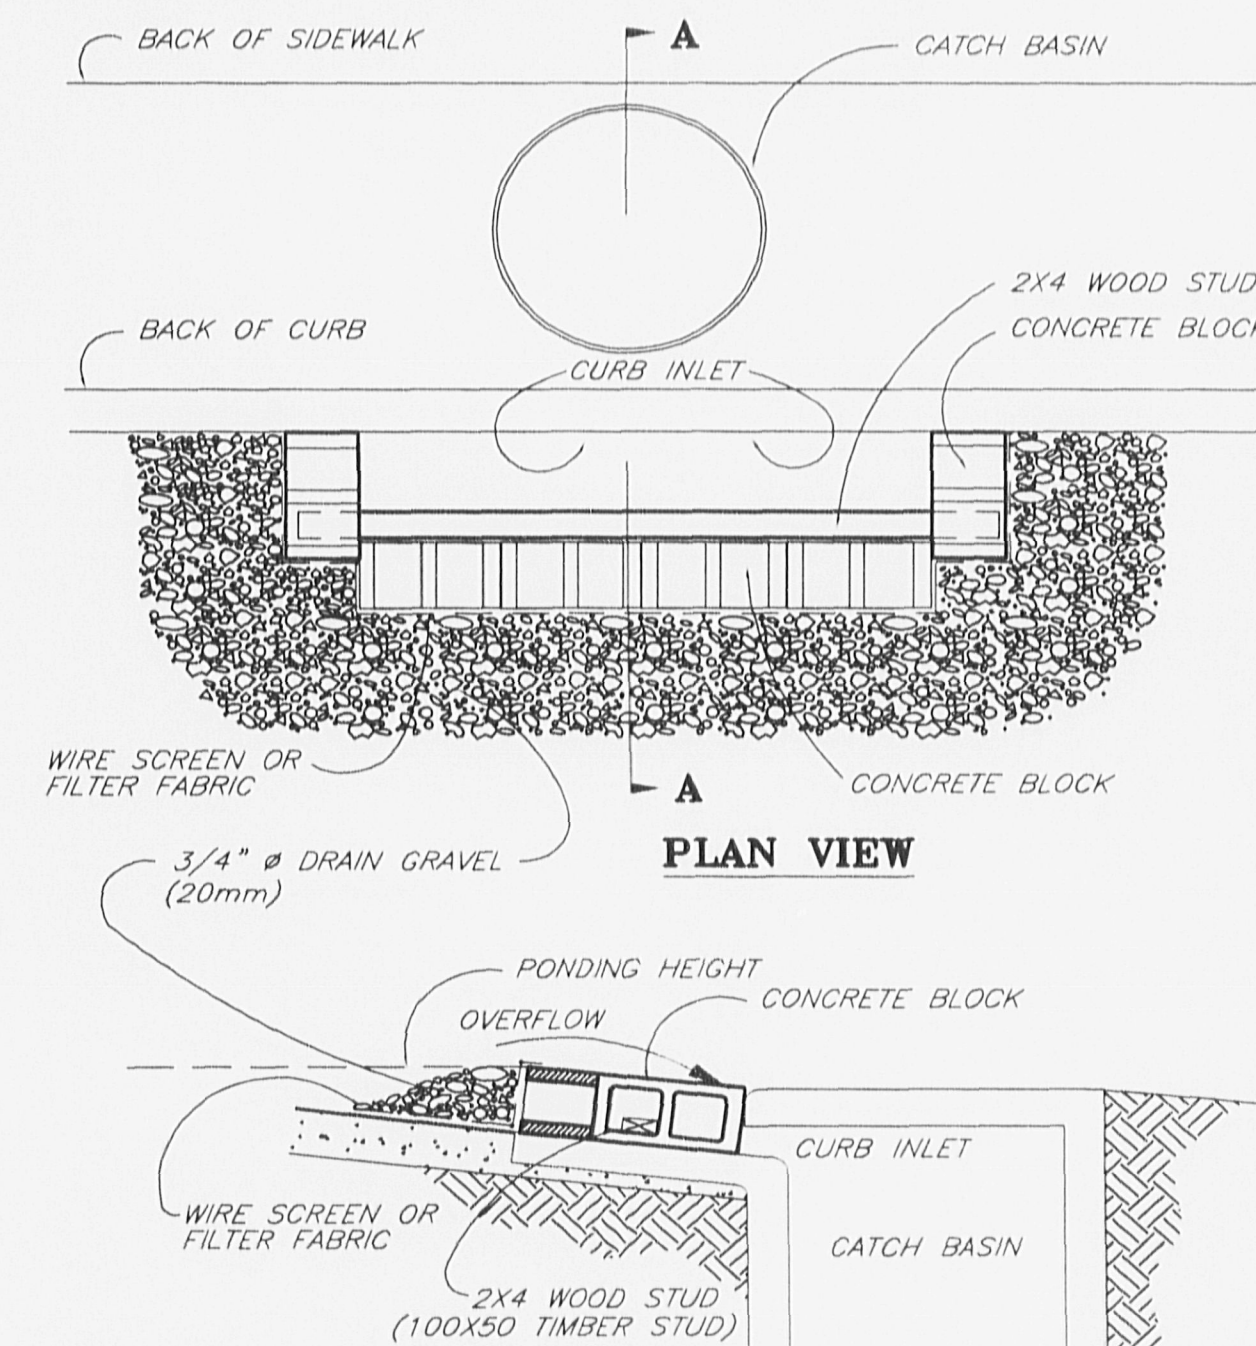 BACK OF SIDEWALK
A
CATCH BASIN
2X4 WOOD STUD
BACK OF CURB
CONCRETE BLOCK
CURB INLET
WIRE SCREEN OR
FILTER FABRIC
A
CONCRETE BLOCK
PLAN VIEW
3/4" ø DRAIN GRAVEL
(20mm)
PONDING HEIGHT
CONCRETE BLOCK
OVERFLOW
CURB INLET
WIRE SCREEN OR
FILTER FABRIC
CATCH BASIN
2X4 WOOD STUD
(100X50 TIMBER STUD)